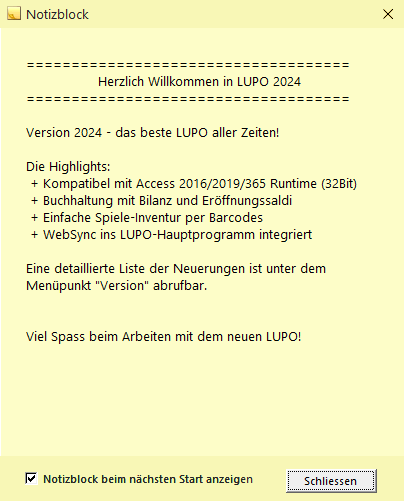 Notizblock
====================================
Herzlich Willkommen in LUPO 2024
====================================
Version 2024 - das beste LUPO aller Zeiten!
Die Highlights:
+ Kompatibel mit Access 2016/2019/365 Runtime (32Bit)
+ Buchhaltung mit Bilanz und Eröffnungssaldi
+ Einfache Spiele-Inventur per Barcodes
+ WebSync ins LUPO-Hauptprogramm integriert
Eine detaillierte Liste der Neuerungen ist unter dem
Menüpunkt "Version" abrufbar.
Viel Spass beim Arbeiten mit dem neuen LUPO!
Notizblock beim nächsten Start anzeigen
Schliessen